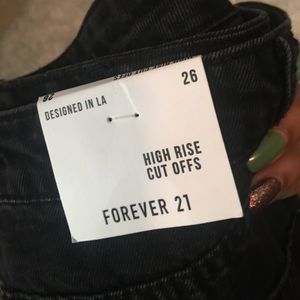 26
DESIGNED IN LA
HIGH RISE
CUT OFFS
FOREVER 21